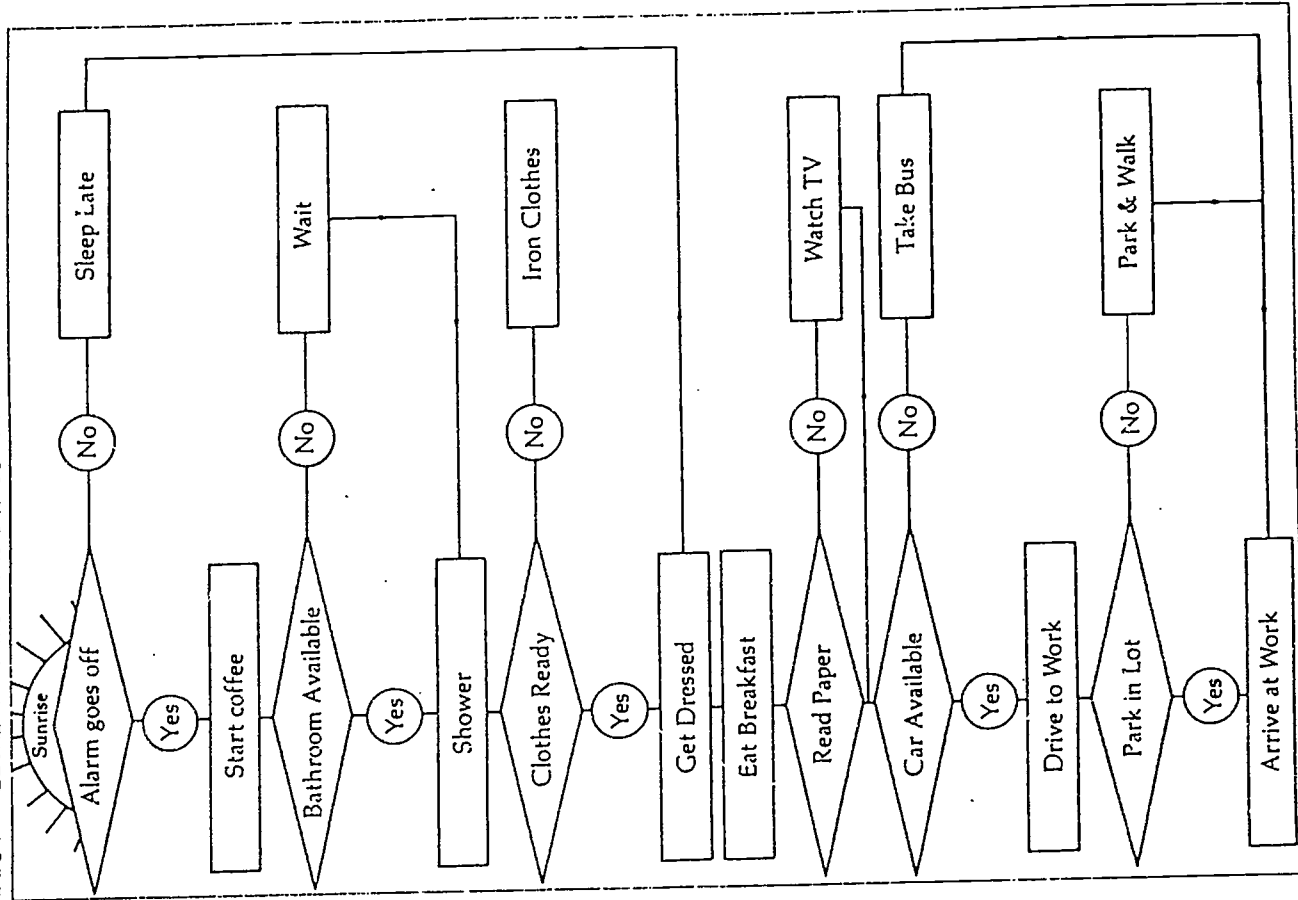 Sunrise
Alarm goes off
No
Sleep Late
Yes
Start coffee
Bathroom Available
No
Wait
Yes
Shower
Clothes Ready
No
Iron Clothes
Yes
Get Dressed
Eat Breakfast
Read Paper
No
Watch TV
Car Available
No
Take Bus
Yes
Drive to Work
Park in Lot
No
Park & Walk
Yes
Arrive at Work